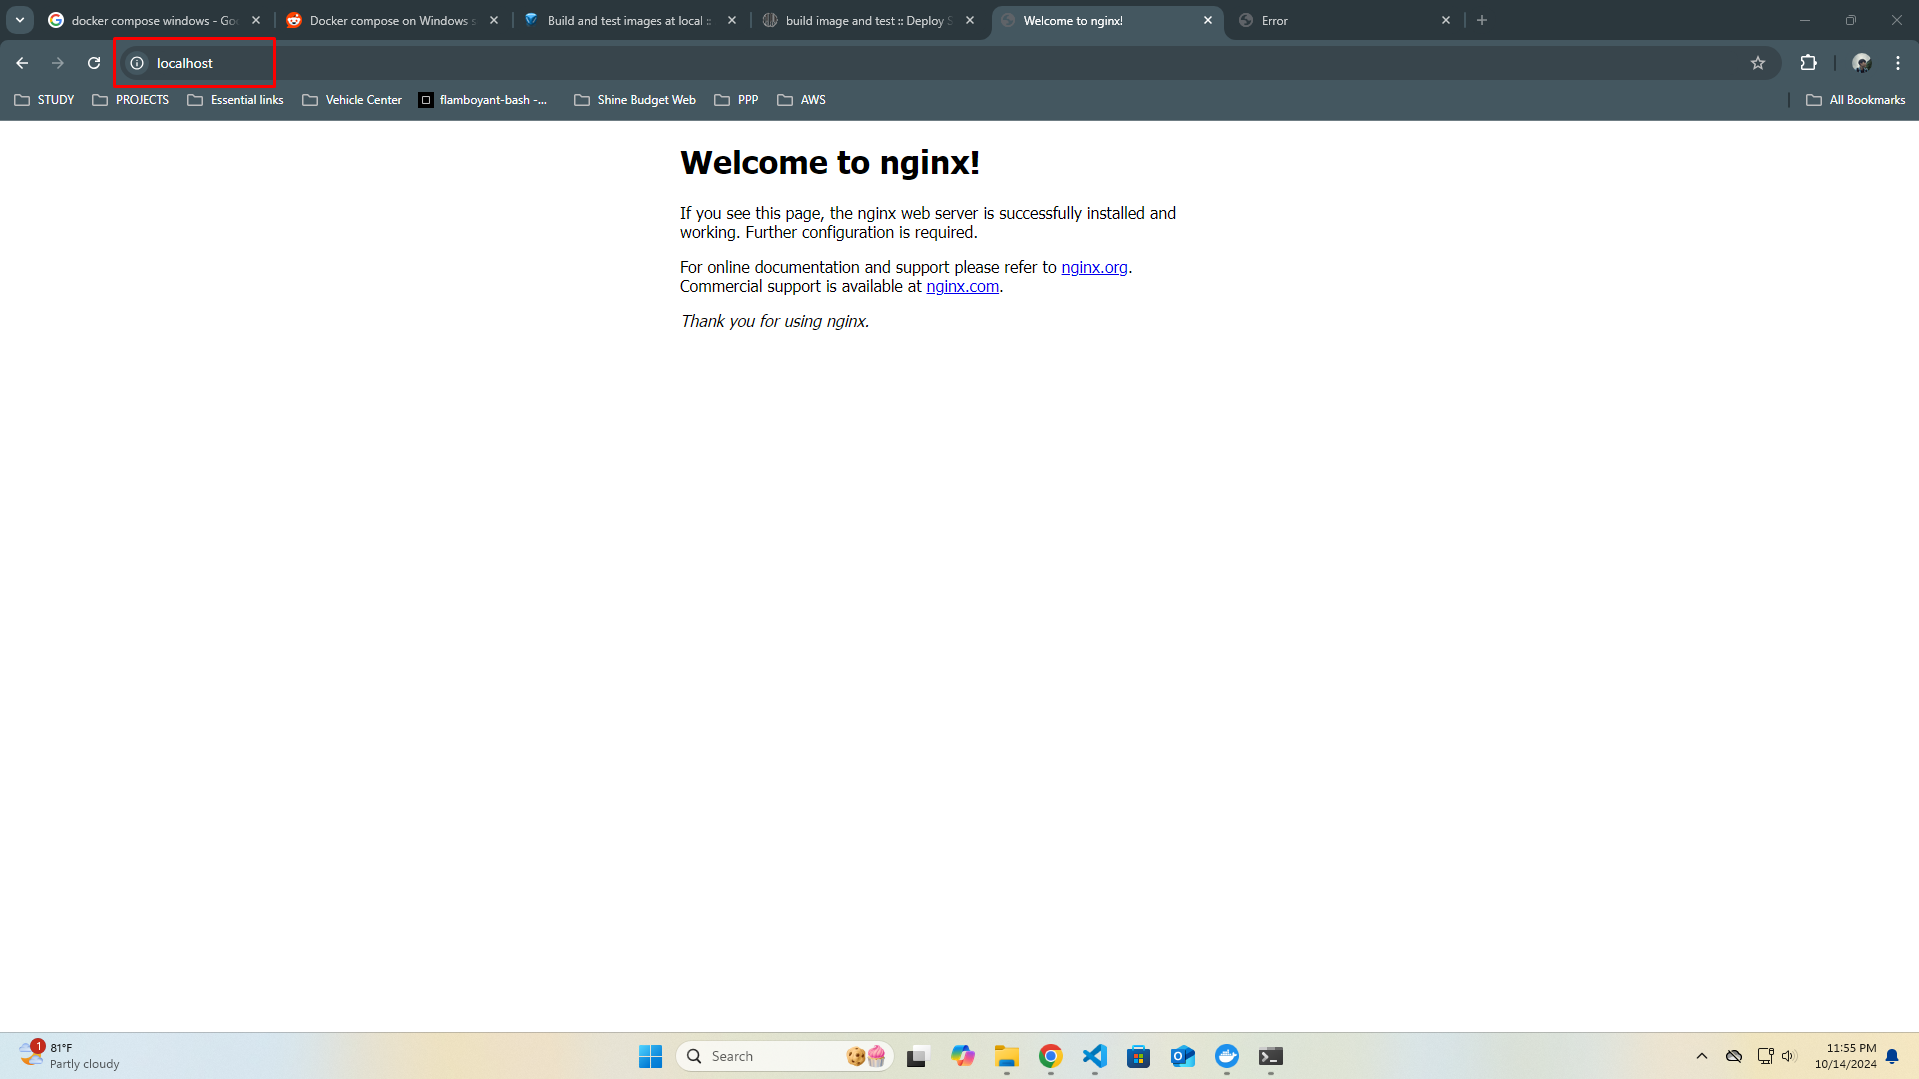 docker compose windows - Goo
Docker compose on Windows s
Build and test images at local ::
build image and test :: Deploy S
Welcome to nginx!
Error
localhost
STUDY
PROJECTS
Essential links
Vehicle Center
flamboyant-bash -...
Shine Budget Web
PPP
AWS
All Bookmarks
Welcome to nginx!
If you see this page, the nginx web server is successfully installed and
working. Further configuration is required.
For online documentation and support please refer to nginx.org.
Commercial support is available at nginx.com.
Thank you for using nginx.
1
81°F
Partly cloudy
Search
11:55 PM
10/14/2024